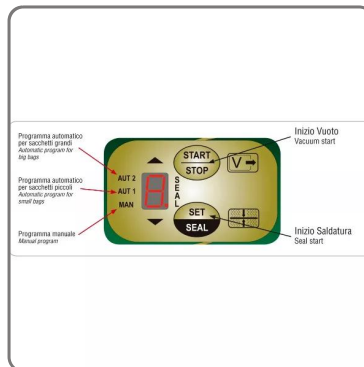 Programma automatico
per sacchetti grandi
Automatic program for
big bags
Programma automatico
per sacchetti piccoli
Automatic program for
small bags
Programma manuale
Manual program
AUT 2
AUT 1
MAN
8
SEAL
START
STOP
V
SET
SEAL
Inizio Vuoto
Vacuum start
Inizio Saldatura
Seal start